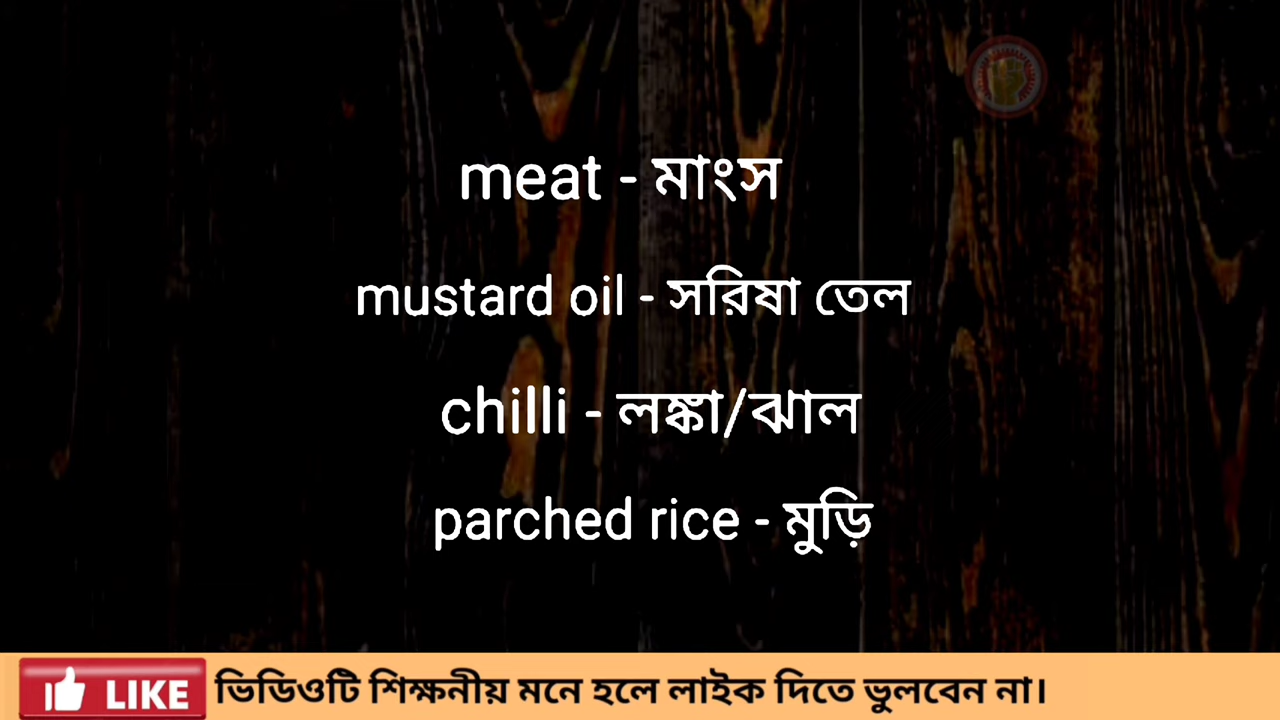 meat - মাংস
mustard oil - সরিষা তেল
chilli - লঙ্কা/ঝাল
parched rice - মুড়ি
LIKE ভিডিওটি শিক্ষনীয় মনে হলে লাইক দিতে ভুলবেন না।